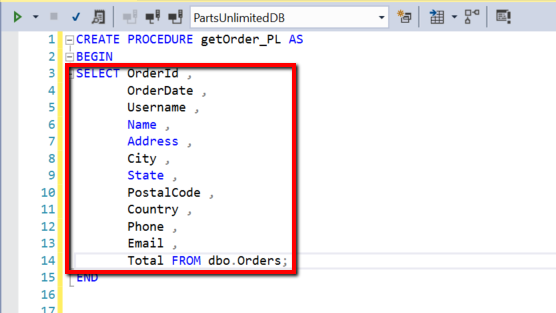 PartsUnlimitedDB
1 CREATE PROCEDURE getOrder_PL AS
2 BEGIN
3 SELECT OrderId ,
4 OrderDate ,
5 Username ,
6 Name ,
7 Address ,
8 City ,
9 State ,
10 PostalCode ,
11 Country ,
12 Phone ,
13 Email ,
14 Total FROM dbo.Orders;
15 END
16
17